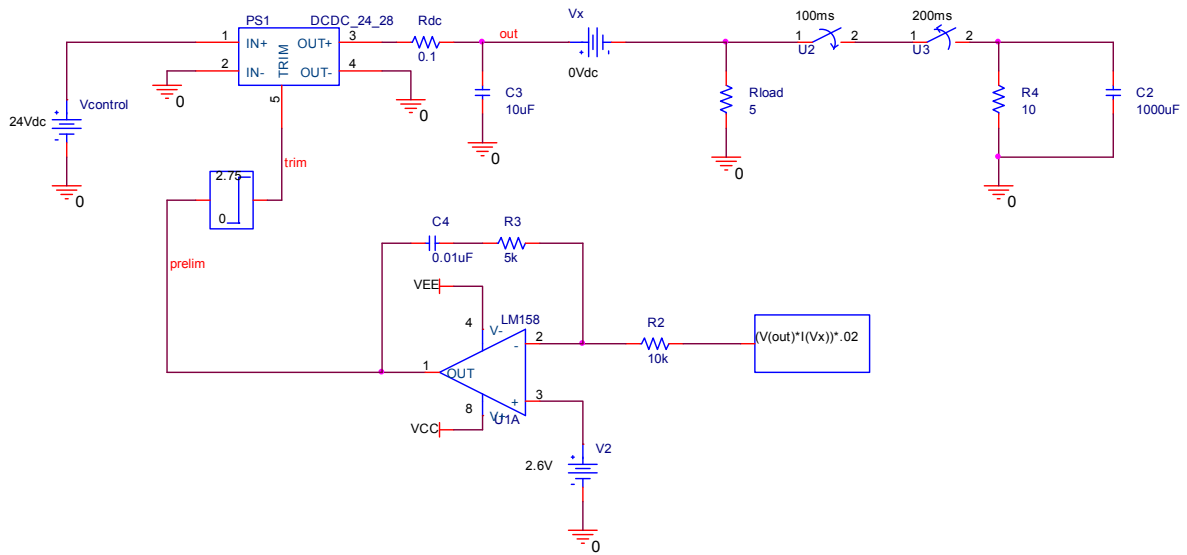 PS1 DCDC_24_28
1 IN+ OUT+ 3
2 IN- OUT- 4
TRIM
5
0
0
Rdc
0.1
out
C3
10uF
0
Vx
0Vdc
Rload
5
0
100ms
1 2
U2
200ms
1 2
U3
R4
10
C2
1000uF
0
Vcontrol
24Vdc
0
trim
2.75
0
prelim
C4
0.01uF
R3
5k
VEE
4
V-
LM158
1 OUT
- 2
+ 3
8
V+
U1A
VCC
R2
10k
(V(out)*I(Vx))*.02
V2
2.6V
0